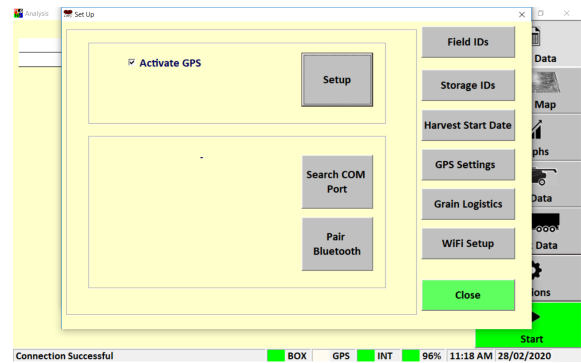 Analysis
Set Up
Activate GPS
Setup
-
Search COM
Port
Pair
Bluetooth
Field IDs
Storage IDs
Harvest Start Date
GPS Settings
Grain Logistics
WiFi Setup
Close
Data
Map
phs
Data
Data
ions
Start
Connection Successful
BOX GPS INT 96% 11:18 AM 28/02/2020